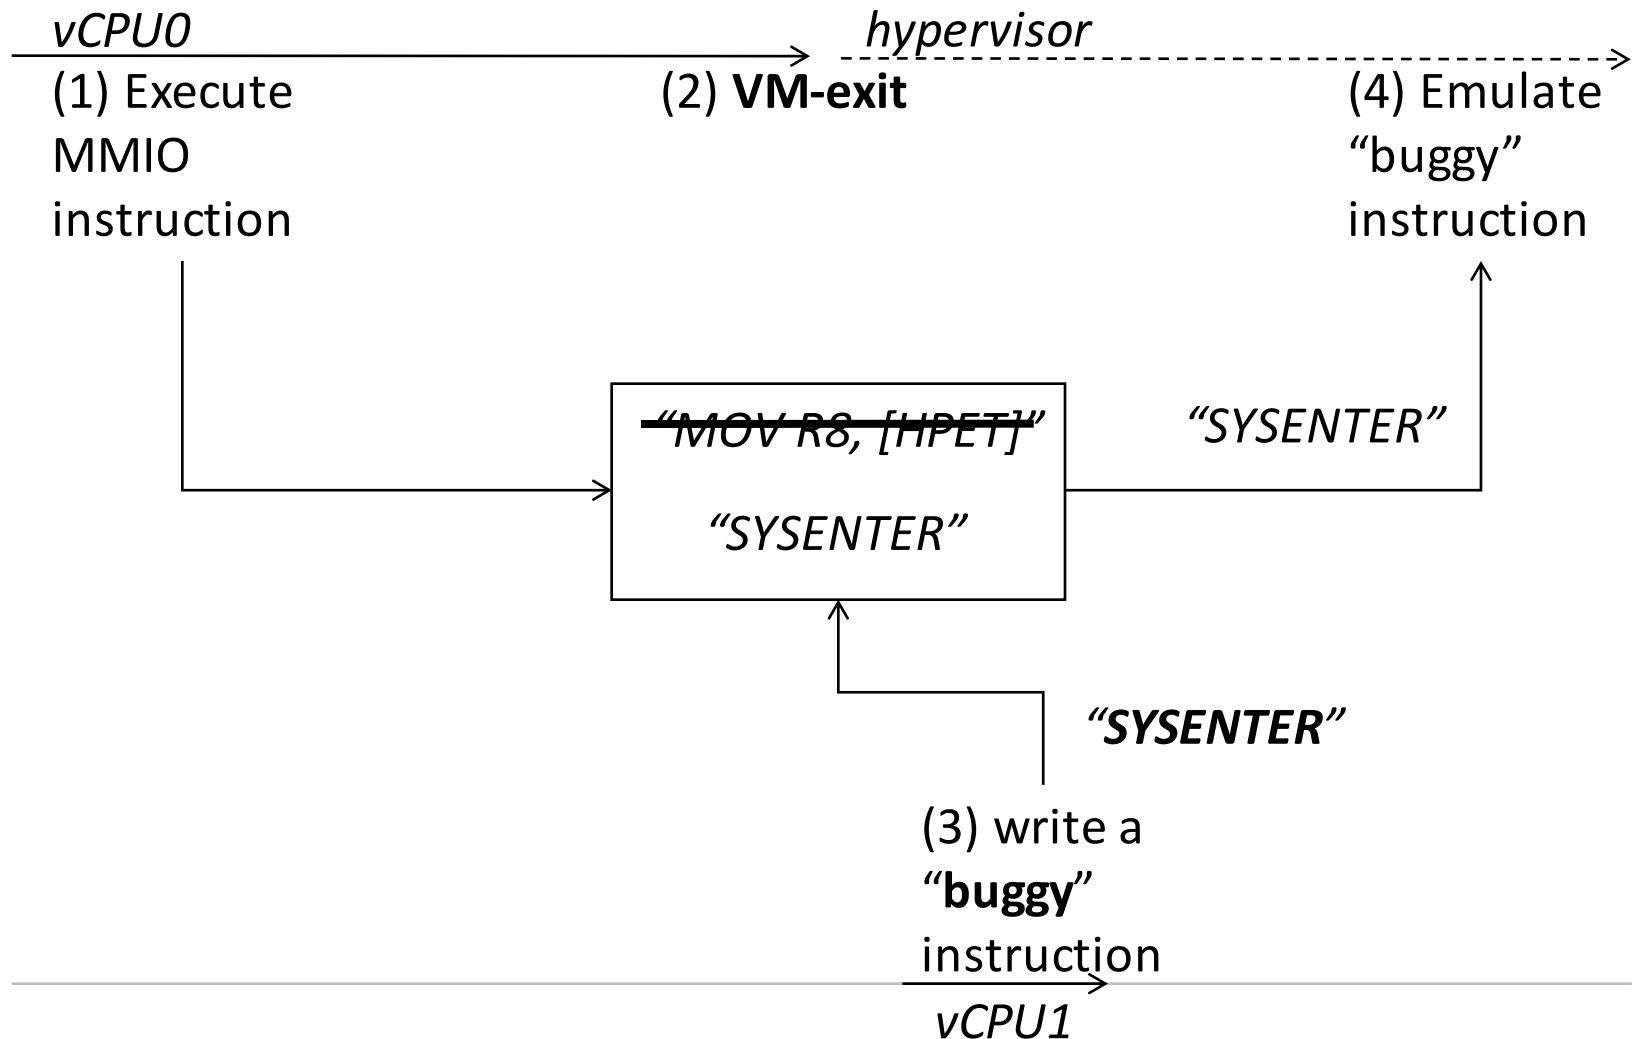 vCPU0
hypervisor
(1) Execute
MMIO
instruction
(2) VM-exit
(4) Emulate
“buggy”
instruction
“MOV R8, [HPET]”
“SYSENTER”
“SYSENTER”
“SYSENTER”
(3) write a
“buggy”
instruction
vCPU1